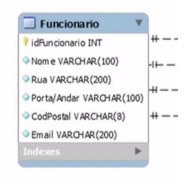 Funcionario
idFuncionario INT
Nome VARCHAR(100)
Rua VARCHAR(200)
Porta/Andar VARCHAR(100)
CodPostal VARCHAR(8)
Email VARCHAR(200)
Indexes